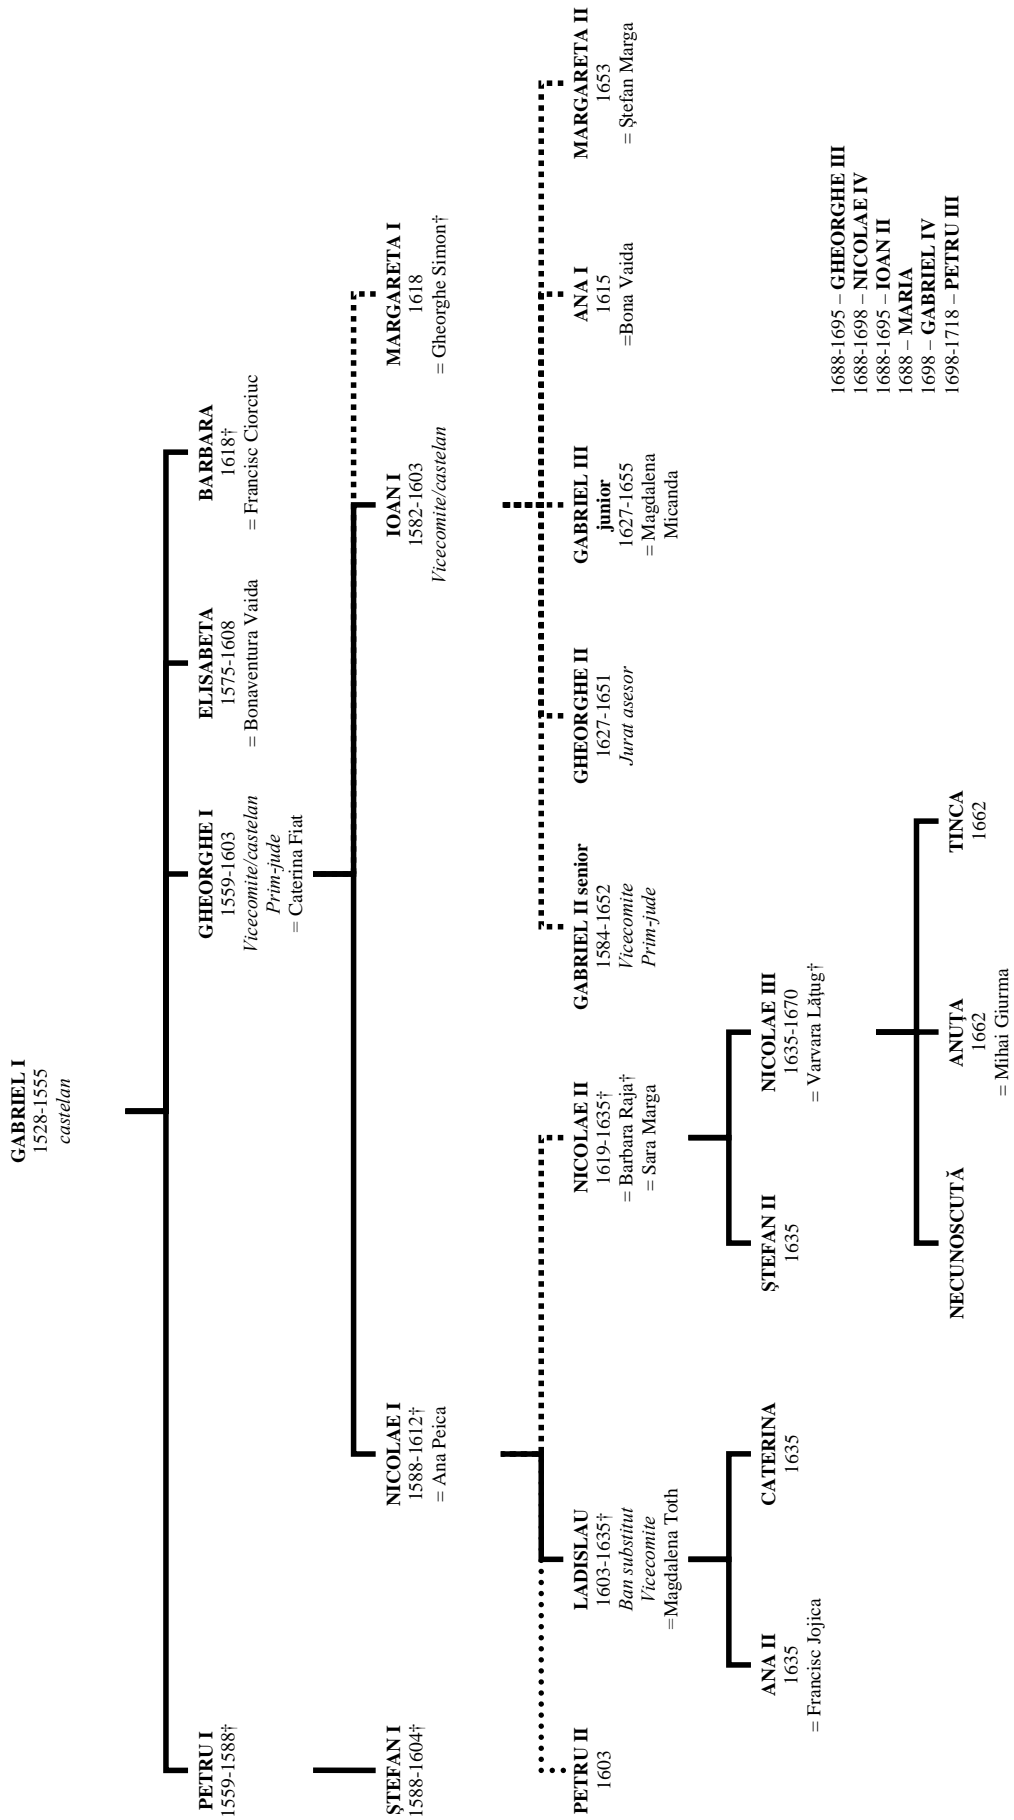 GABRIEL I
1528-1555
castelan
PETRU I
1559-1588†
GHEORGHE I
1559-1603
Vicecomite/castelan
Prim-jude
= Caterina Fiat
ELISABETA
1575-1608
= Bonaventura Vaida
BARBARA
1618†
= Francisc Ciorciuc
ȘTEFAN I
1588-1604†
NICOLAE I
1588-1612†
= Ana Peica
IOAN I
1582-1603
Vicecomite/castelan
MARGARETA I
1618
= Gheorghe Simon†
PETRU II
1603
LADISLAU
1603-1635†
Ban substitut
Vicecomite
=Magdalena Toth
NICOLAE II
1619-1635†
= Barbara Raja†
= Sara Marga
GABRIEL II senior
1584-1652
Vicecomite
Prim-jude
GHEORGHE II
1627-1651
Jurat asesor
GABRIEL III
junior
1627-1655
= Magdalena
Micanda
ANA I
1615
=Bona Vaida
MARGARETA II
1653
= Ștefan Marga
ANA II
1635
= Francisc Jojica
CATERINA
1635
ȘTEFAN II
1635
NICOLAE III
1635-1670
= Varvara Lățug†
NECUNOSCUTĂ
ANUȚA
1662
= Mihai Giurma
TINCA
1662
1688-1695 – GHEORGHE III
1688-1698 – NICOLAE IV
1688-1695 – IOAN II
1688 – MARIA
1698 – GABRIEL IV
1698-1718 – PETRU III